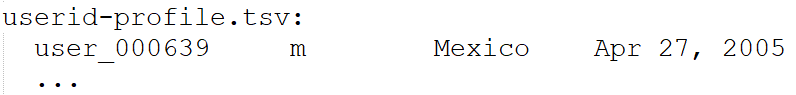 userid-profile.tsv:
user_000639 m Mexico Apr 27, 2005
...